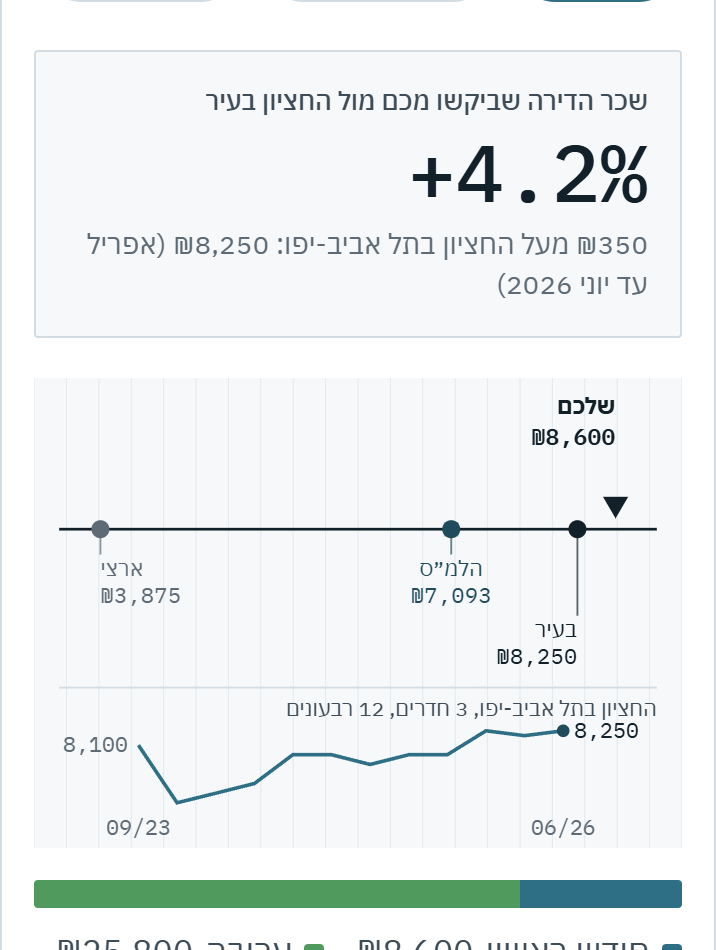 שכר הדירה שביקשו מכם מול החציון בעיר
+4.2%
₪350 מעל החציון בתל אביב-יפו: ₪8,250 (אפריל
עד יוני 2026)
שלכם
₪8,600
ארצי
₪3,875
הלמ״ס
₪7,093
בעיר
₪8,250
החציון בתל אביב-יפו, 3 חדרים, 12 רבעונים
8,100
8,250
09/23
06/26